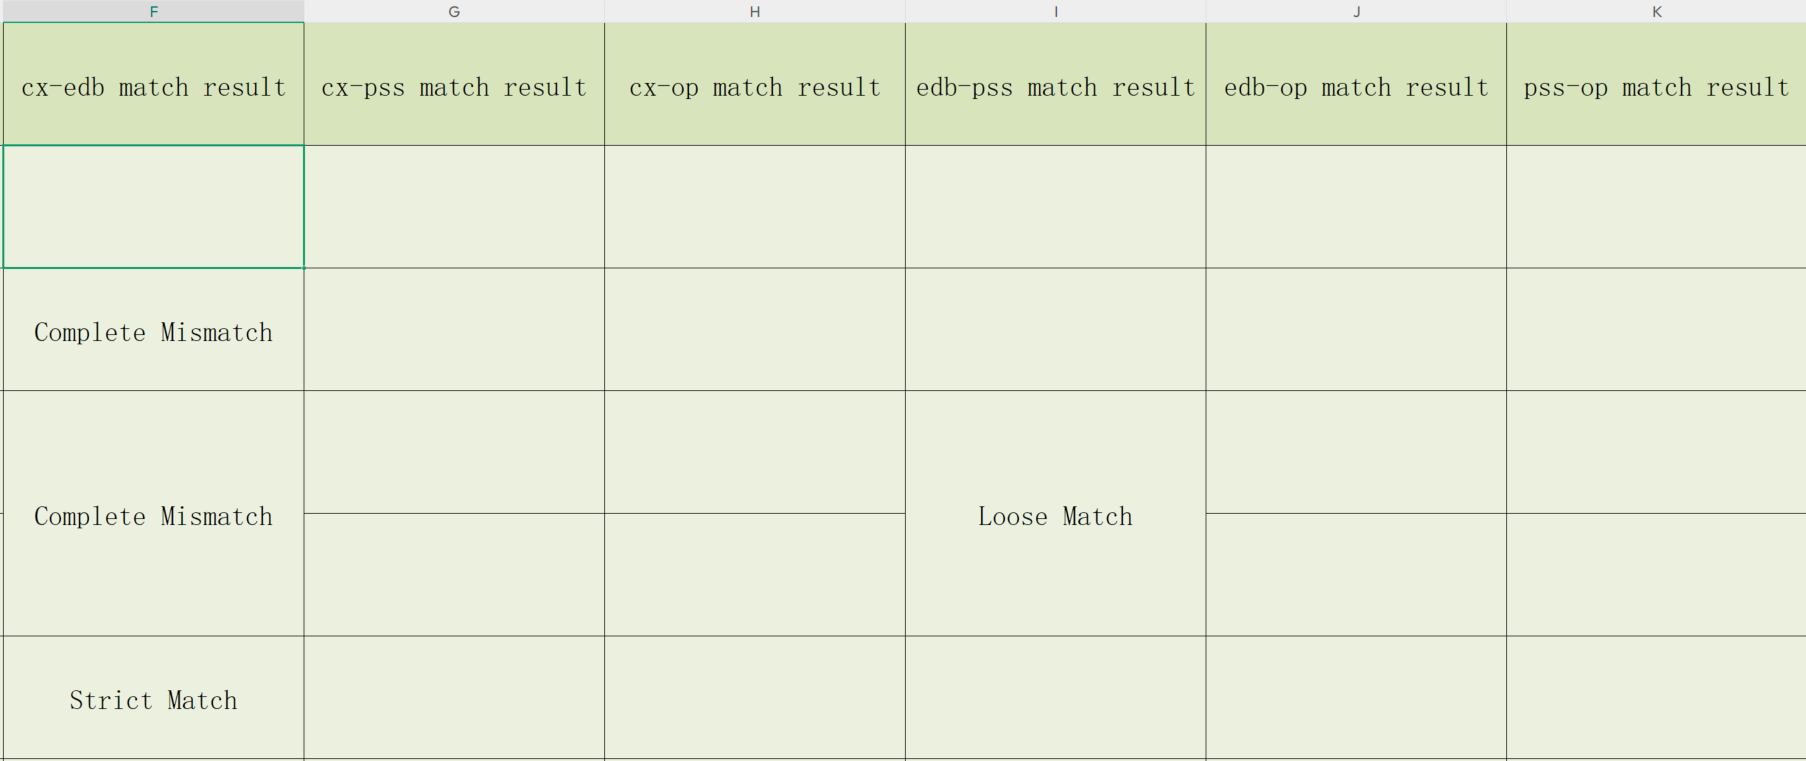 F G H I J K
cx-edb match result cx-pss match result cx-op match result edb-pss match result edb-op match result pss-op match result
Complete Mismatch
Complete Mismatch Loose Match
Strict Match